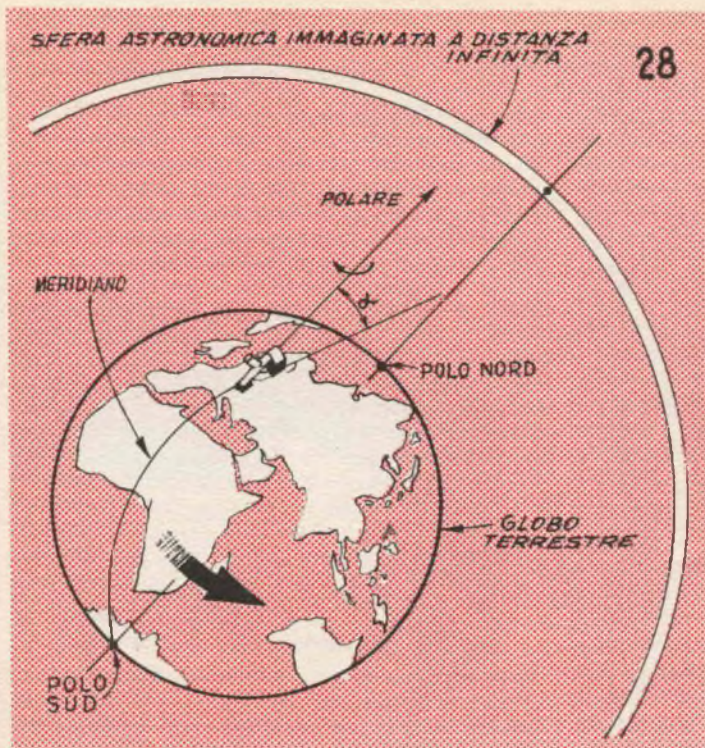 SFERA ASTRONOMICA IMMAGINATA A DISTANZA
INFINITA
28
POLARE
MERIDIANO
α
POLO NORD
GLOBO
TERRESTRE
POLO
SUD